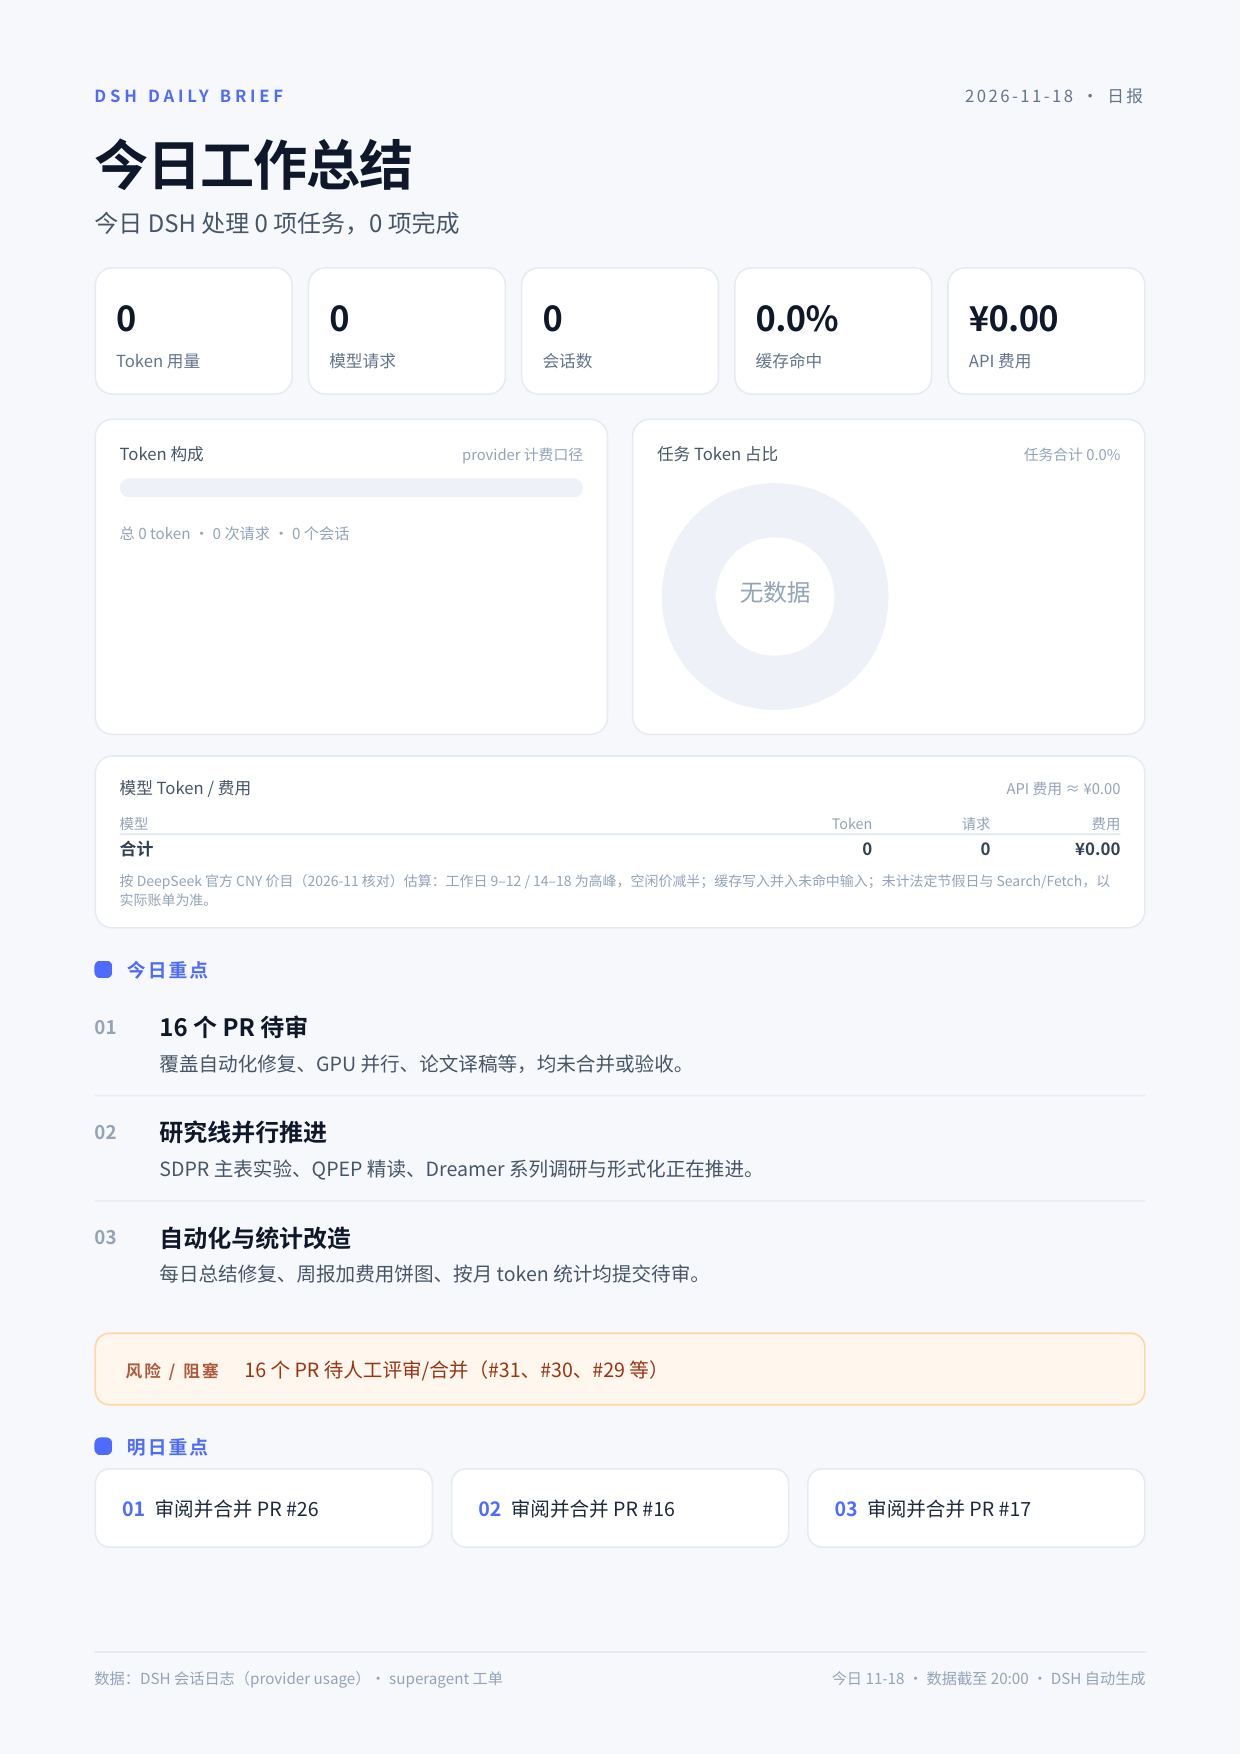 DSH DAILY BRIEF
2026-11-18 · 日报
今日工作总结
今日 DSH 处理 0 项任务，0 项完成
0
Token 用量
0
模型请求
0
会话数
0.0%
缓存命中
¥0.00
API 费用
Token 构成
provider 计费口径
总 0 token · 0 次请求 · 0 个会话
任务 Token 占比
任务合计 0.0%
无数据
模型 Token / 费用
API 费用 ≈ ¥0.00
模型 Token 请求 费用
合计 0 0 ¥0.00
按 DeepSeek 官方 CNY 价目（2026-11 核对）估算：工作日 9–12 / 14–18 为高峰，空闲价减半；缓存写入并入未命中输入；未计法定节假日与 Search/Fetch，以
实际账单为准。
今日重点
01 16 个 PR 待审
覆盖自动化修复、GPU 并行、论文译稿等，均未合并或验收。
02 研究线并行推进
SDPR 主表实验、QPEP 精读、Dreamer 系列调研与形式化正在推进。
03 自动化与统计改造
每日总结修复、周报加费用饼图、按月 token 统计均提交待审。
风险 / 阻塞 16 个 PR 待人工评审/合并（#31、#30、#29 等）
明日重点
01 审阅并合并 PR #26
02 审阅并合并 PR #16
03 审阅并合并 PR #17
数据：DSH 会话日志（provider usage）· superagent 工单
今日 11-18 · 数据截至 20:00 · DSH 自动生成